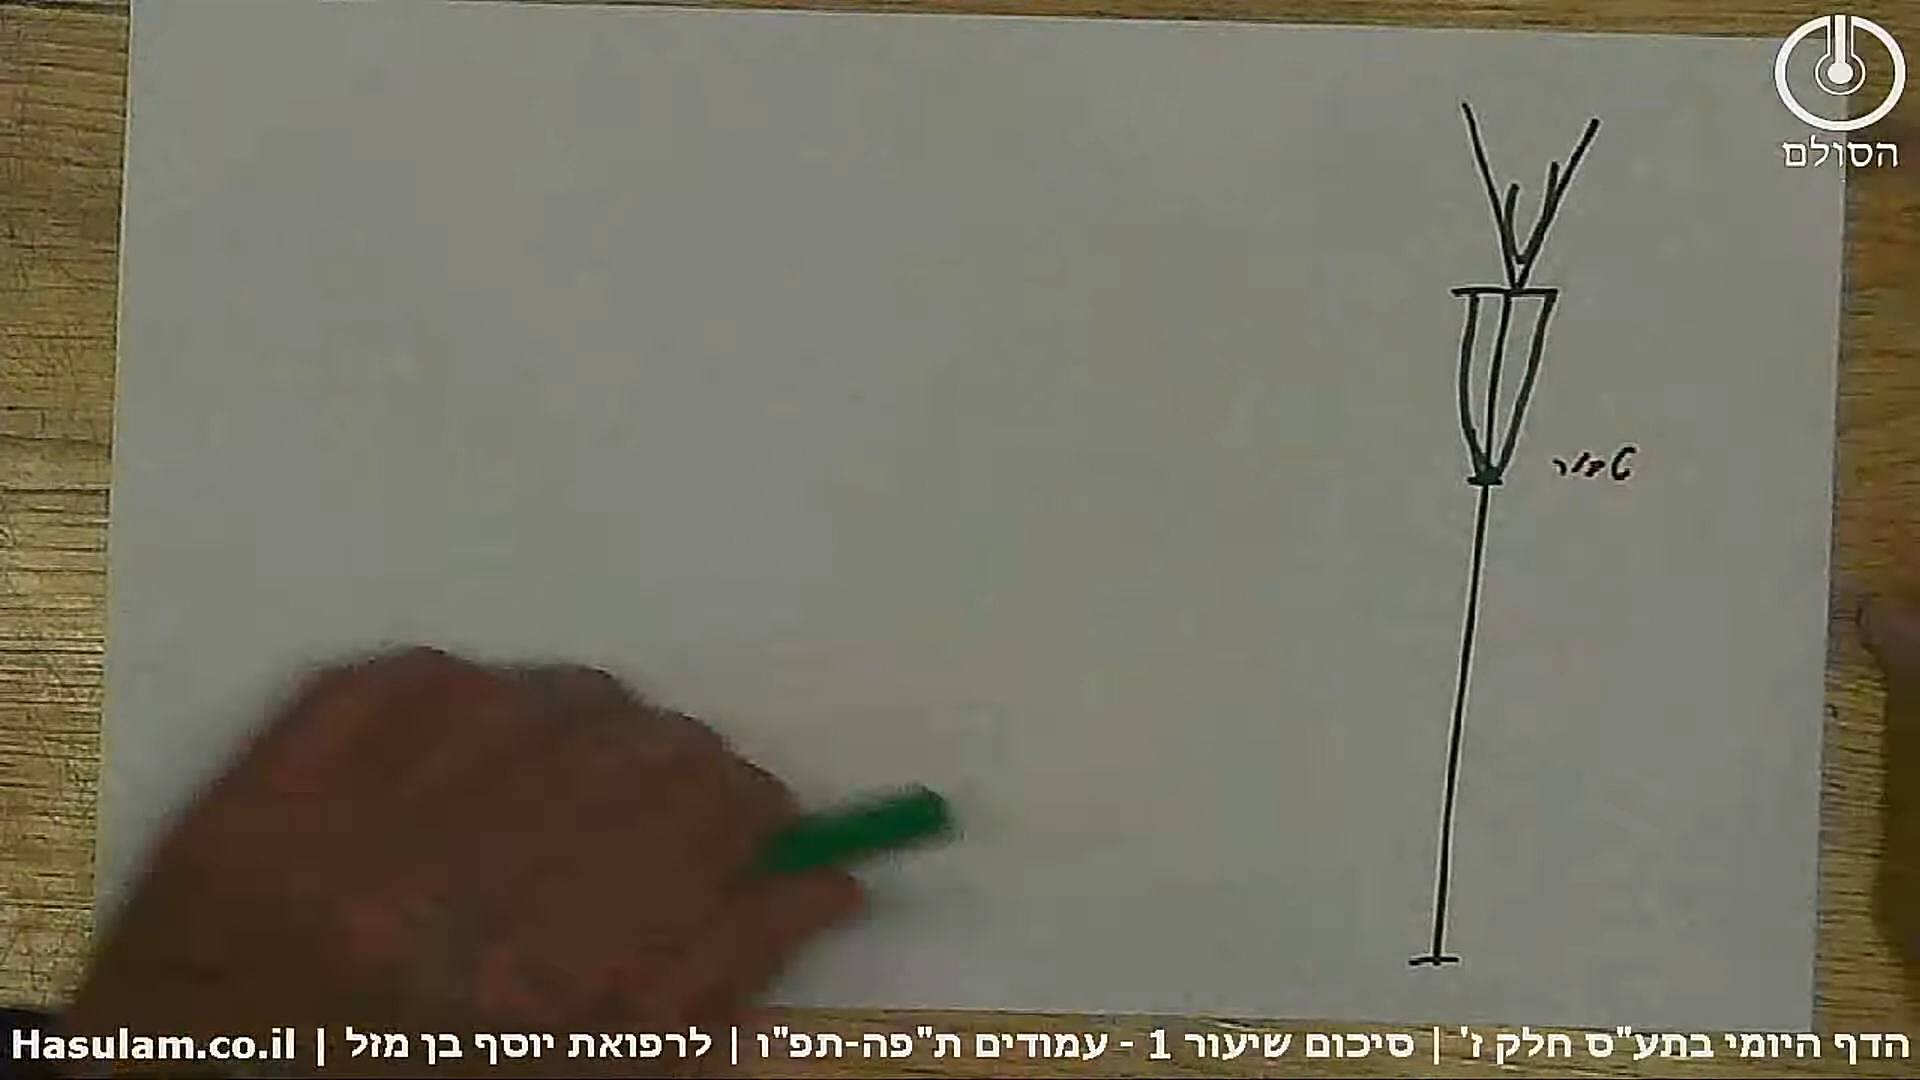 הסולם
טבור
הדף היומי בתע"ס חלק ז' | סיכום שיעור 1 - עמודים ת"פה-תפ"ו | לרפואת יוסף בן מזל | Hasulam.co.il